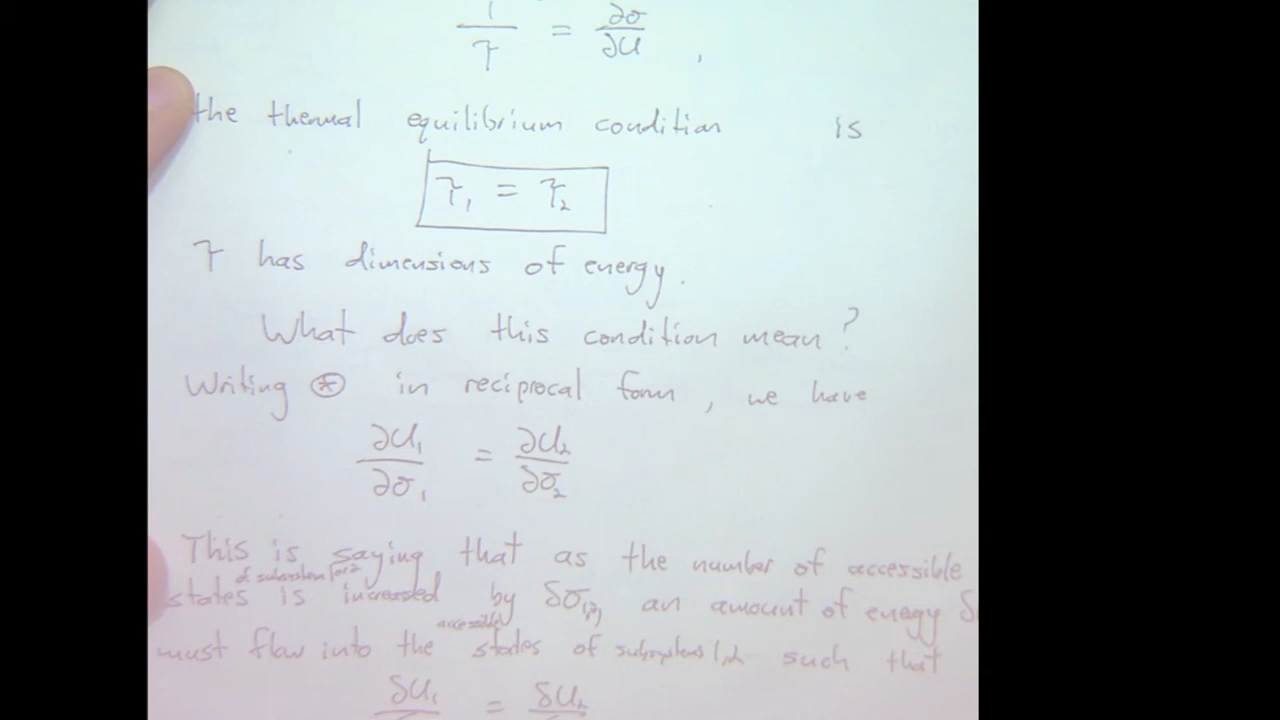 1/τ = ∂σ/∂U ,
the thermal equilibrium condition is
τ₁ = τ₂
τ has dimensions of energy.
What does this condition mean?
Writing ⊛ in reciprocal form, we have
∂U₁/∂σ₁ = ∂U₂/∂σ₂
This is saying that as the number of accessible
of subsystem 1 or 2
states is increased by δσ₁,₂, an amount of energy δ
accessible
must flow into the states of subsystems 1,2 such that
δU₁ = δU₂